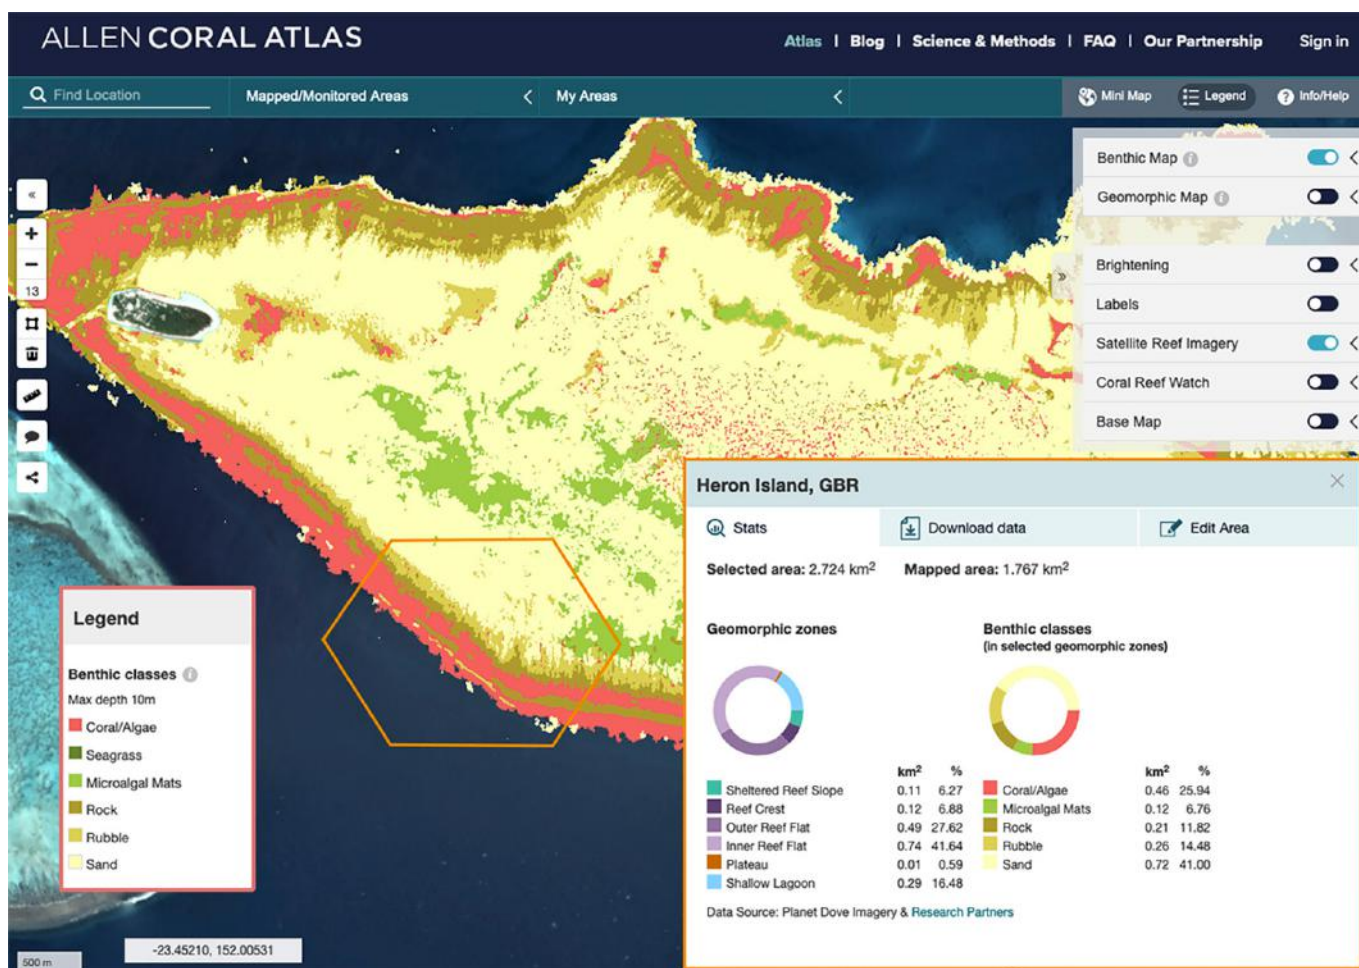 ALLEN CORAL ATLAS
Atlas | Blog | Science & Methods | FAQ | Our Partnership Sign in
Find Location Mapped/Monitored Areas My Areas Mini Map Legend Info/Help
Benthic Map
Geomorphic Map
Brightening
Labels
Satellite Reef Imagery
Coral Reef Watch
Base Map
13
Heron Island, GBR
Stats Download data Edit Area
Selected area: 2.724 km² Mapped area: 1.767 km²
Geomorphic zones
km² %
Sheltered Reef Slope 0.11 6.27
Reef Crest 0.12 6.88
Outer Reef Flat 0.49 27.62
Inner Reef Flat 0.74 41.64
Plateau 0.01 0.59
Shallow Lagoon 0.29 16.48
Benthic classes
(in selected geomorphic zones)
km² %
Coral/Algae 0.46 25.94
Microalgal Mats 0.12 6.76
Rock 0.21 11.82
Rubble 0.26 14.48
Sand 0.72 41.00
Data Source: Planet Dove Imagery & Research Partners
Legend
Benthic classes
Max depth 10m
Coral/Algae
Seagrass
Microalgal Mats
Rock
Rubble
Sand
-23.45210, 152.00531
500 m